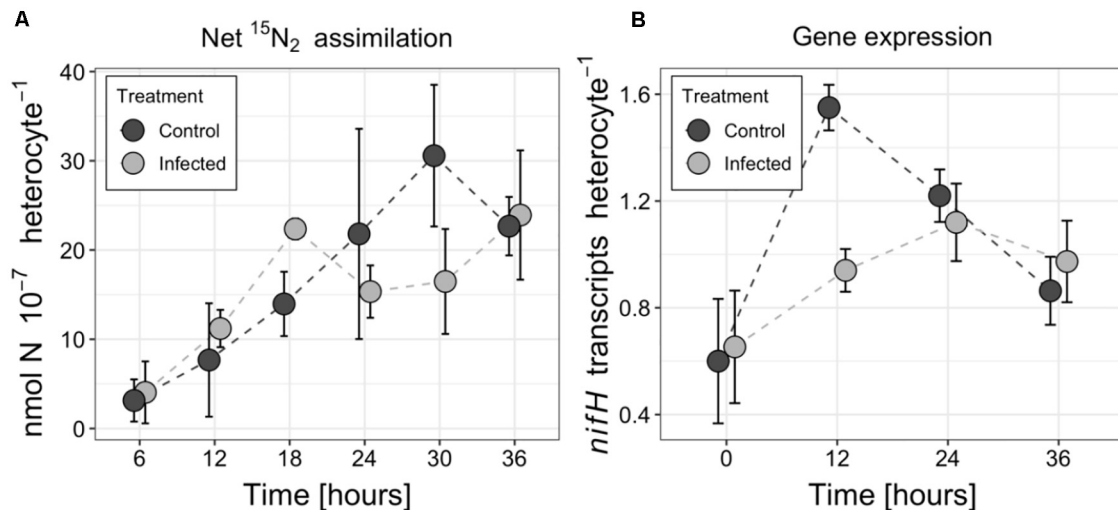 A
Net ¹⁵N₂ assimilation
nmol N 10⁻⁷ heterocyte⁻¹
40
30
20
10
0
Treatment
Control
Infected
6 12 18 24 30 36
Time [hours]
B
Gene expression
nifH transcripts heterocyte⁻¹
1.6
1.2
0.8
0.4
Treatment
Control
Infected
0 12 24 36
Time [hours]